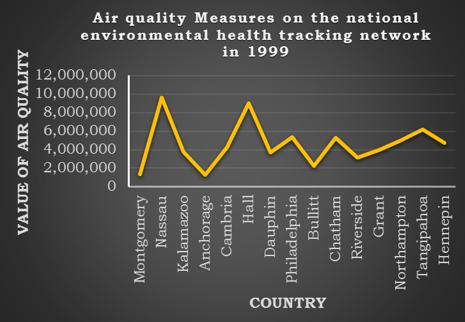 Air quality Measures on the national
environmental health tracking network
in 1999
VALUE OF AIR QUALITY
12,000,000
10,000,000
8,000,000
6,000,000
4,000,000
2,000,000
0
Montgomery
Nassau
Kalamazoo
Anchorage
Cambria
Hall
Dauphin
Philadelphia
Bullitt
Chatham
Riverside
Grant
Northampton
Tangipahoa
Hennepin
COUNTRY